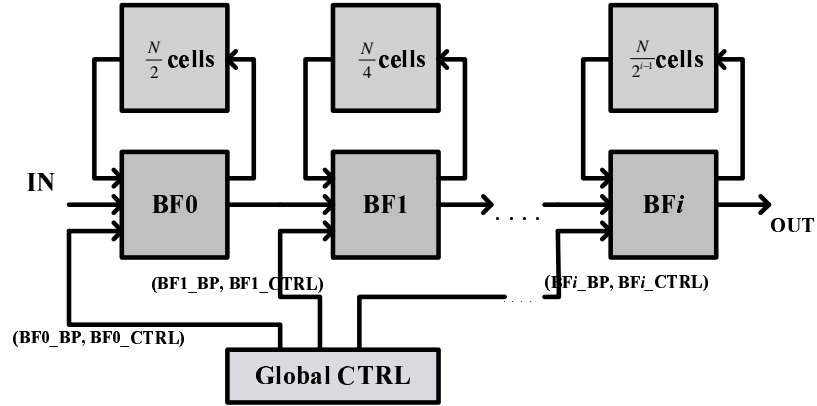 N/2 cells
N/4 cells
N/2^{i-1} cells
IN
BF0
BF1
. . . .
BFi
OUT
(BF1_BP, BF1_CTRL)
(BFi_BP, BFi_CTRL)
. . . .
(BF0_BP, BF0_CTRL)
Global CTRL